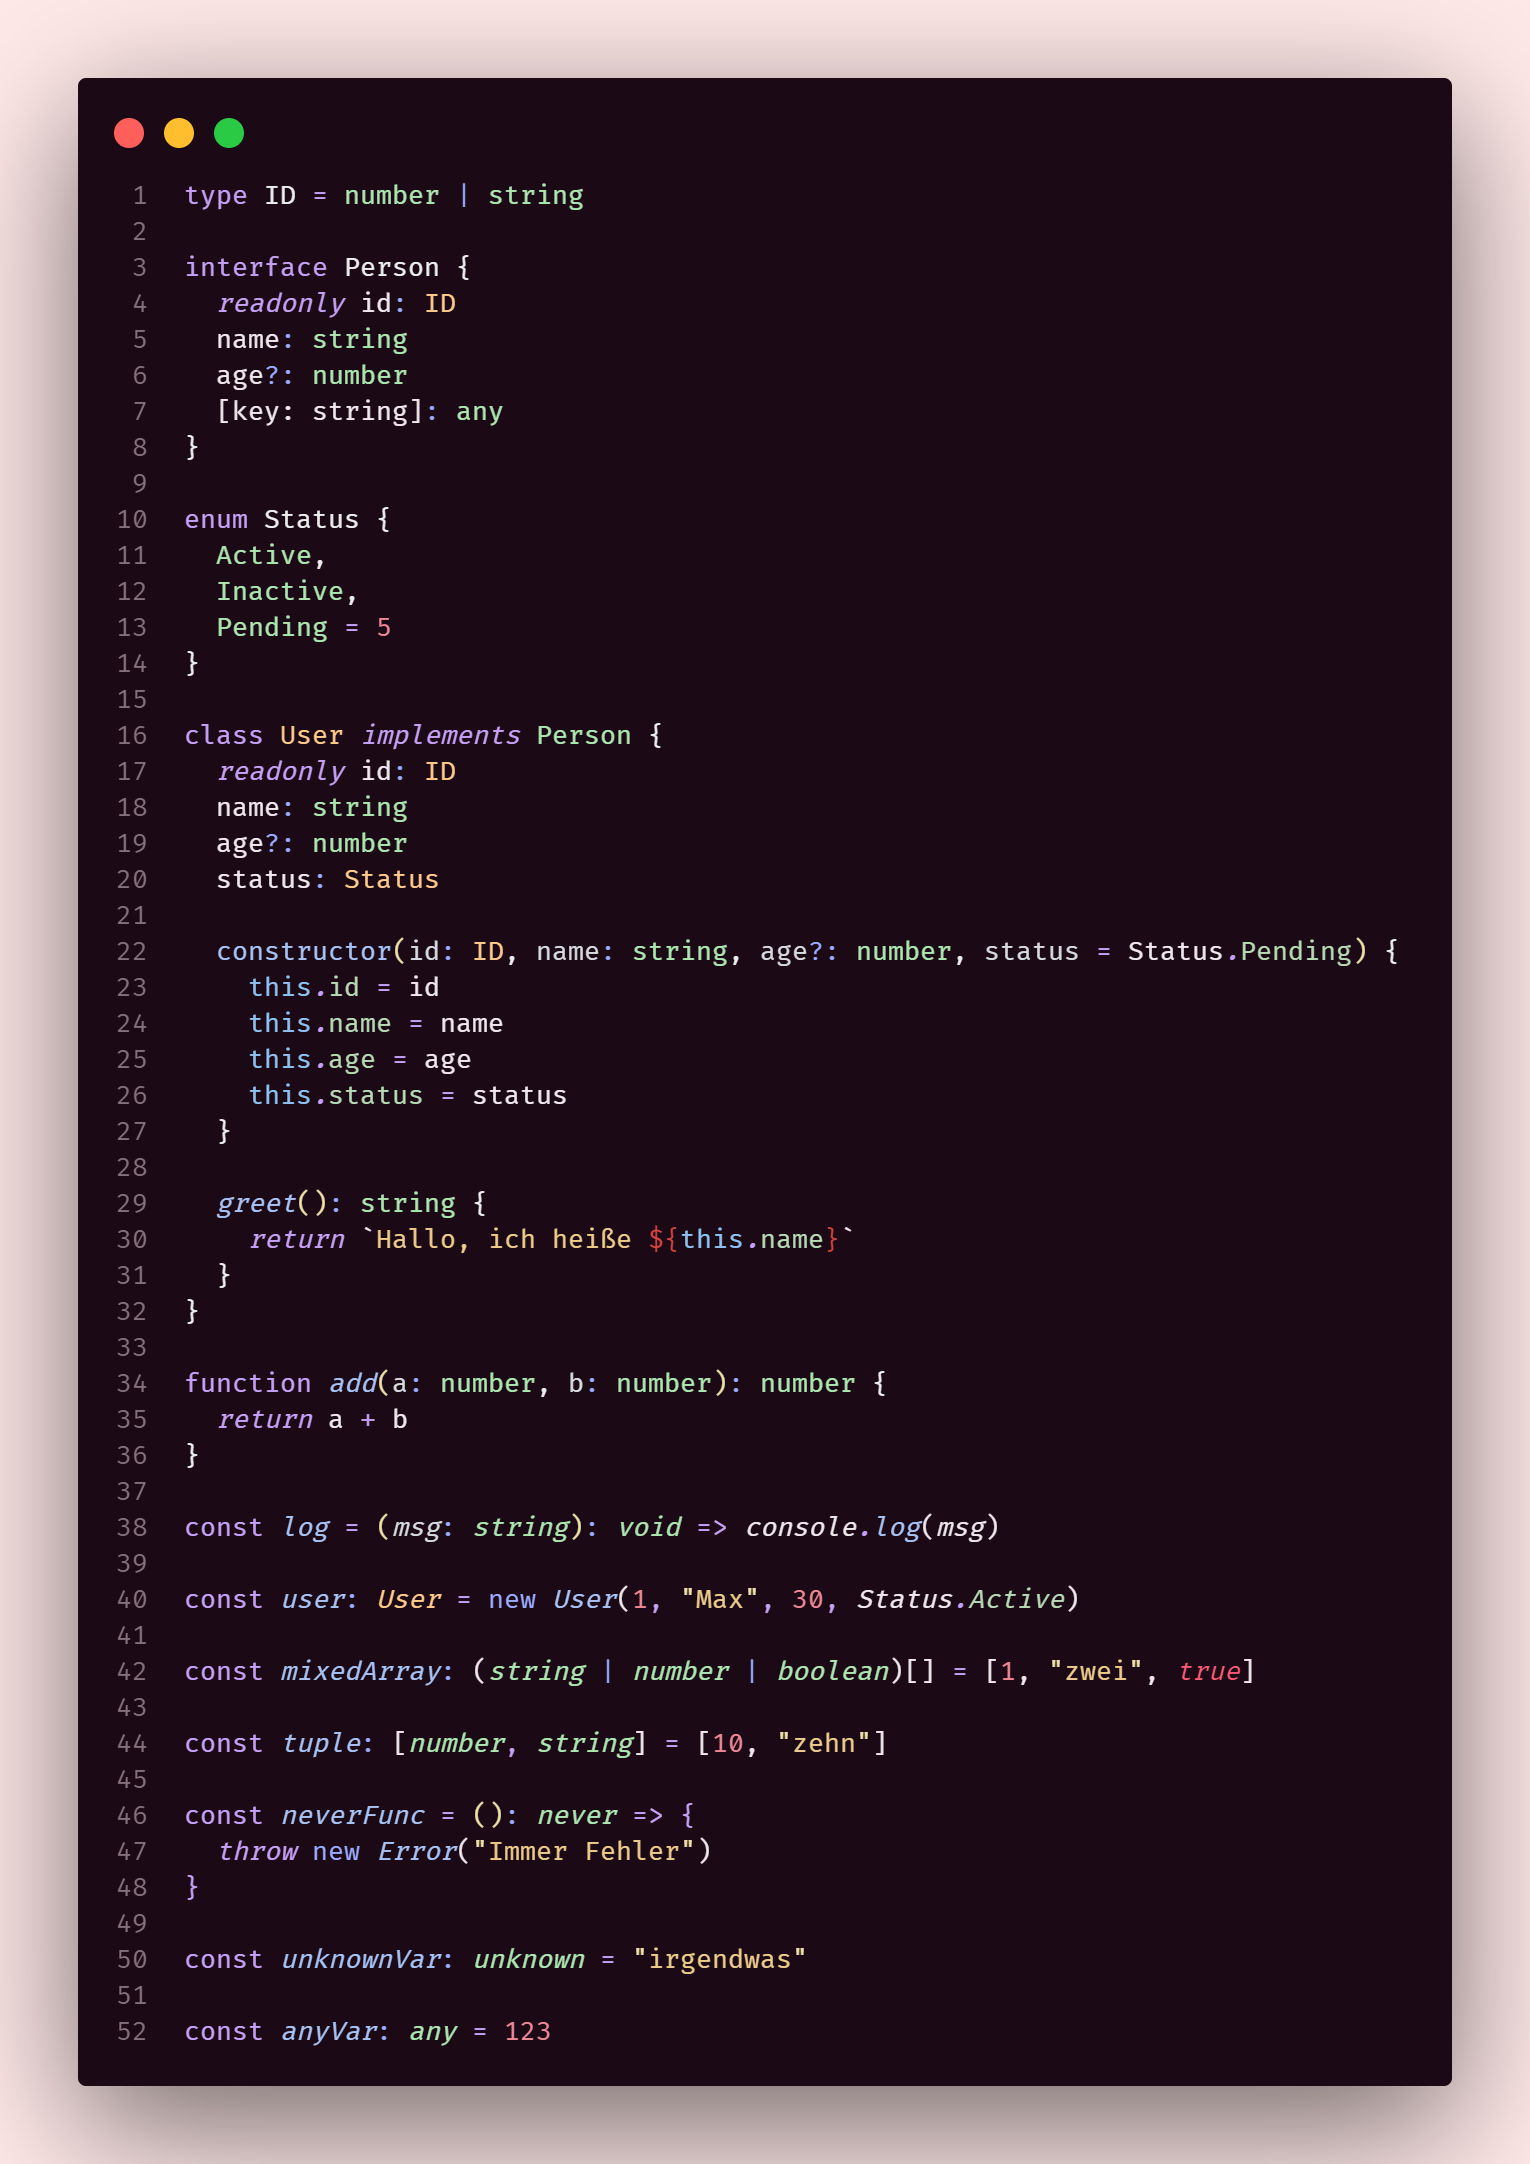 1 type ID = number | string
2
3 interface Person {
4   readonly id: ID
5   name: string
6   age?: number
7   [key: string]: any
8 }
9
10 enum Status {
11   Active,
12   Inactive,
13   Pending = 5
14 }
15
16 class User implements Person {
17   readonly id: ID
18   name: string
19   age?: number
20   status: Status
21
22   constructor(id: ID, name: string, age?: number, status = Status.Pending) {
23     this.id = id
24     this.name = name
25     this.age = age
26     this.status = status
27   }
28
29   greet(): string {
30     return `Hallo, ich heiße ${this.name}`
31   }
32 }
33
34 function add(a: number, b: number): number {
35   return a + b
36 }
37
38 const log = (msg: string): void => console.log(msg)
39
40 const user: User = new User(1, "Max", 30, Status.Active)
41
42 const mixedArray: (string | number | boolean)[] = [1, "zwei", true]
43
44 const tuple: [number, string] = [10, "zehn"]
45
46 const neverFunc = (): never => {
47   throw new Error("Immer Fehler")
48 }
49
50 const unknownVar: unknown = "irgendwas"
51
52 const anyVar: any = 123